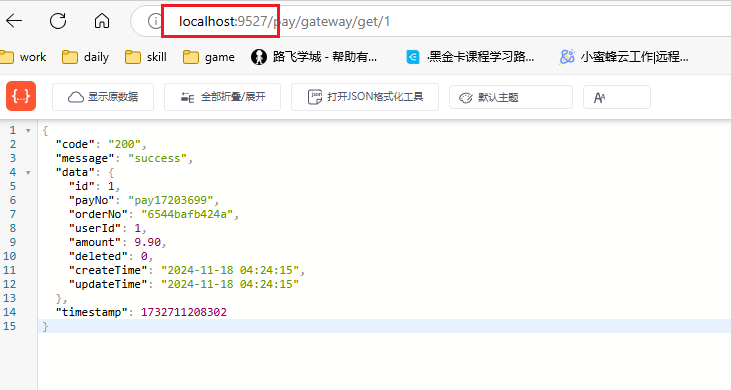 localhost:9527/pay/gateway/get/1
work daily skill game 路飞学城 - 帮助有... ·黑金卡课程学习路... 小蜜蜂云工作|远程...
{...} 显示原数据 全部折叠/展开 json 打开JSON格式化工具 默认主题 AA
1 {
2 "code": "200",
3 "message": "success",
4 "data": {
5 "id": 1,
6 "payNo": "pay17203699",
7 "orderNo": "6544bafb424a",
8 "userId": 1,
9 "amount": 9.90,
10 "deleted": 0,
11 "createTime": "2024-11-18 04:24:15",
12 "updateTime": "2024-11-18 04:24:15"
13 },
14 "timestamp": 1732711208302
15 }